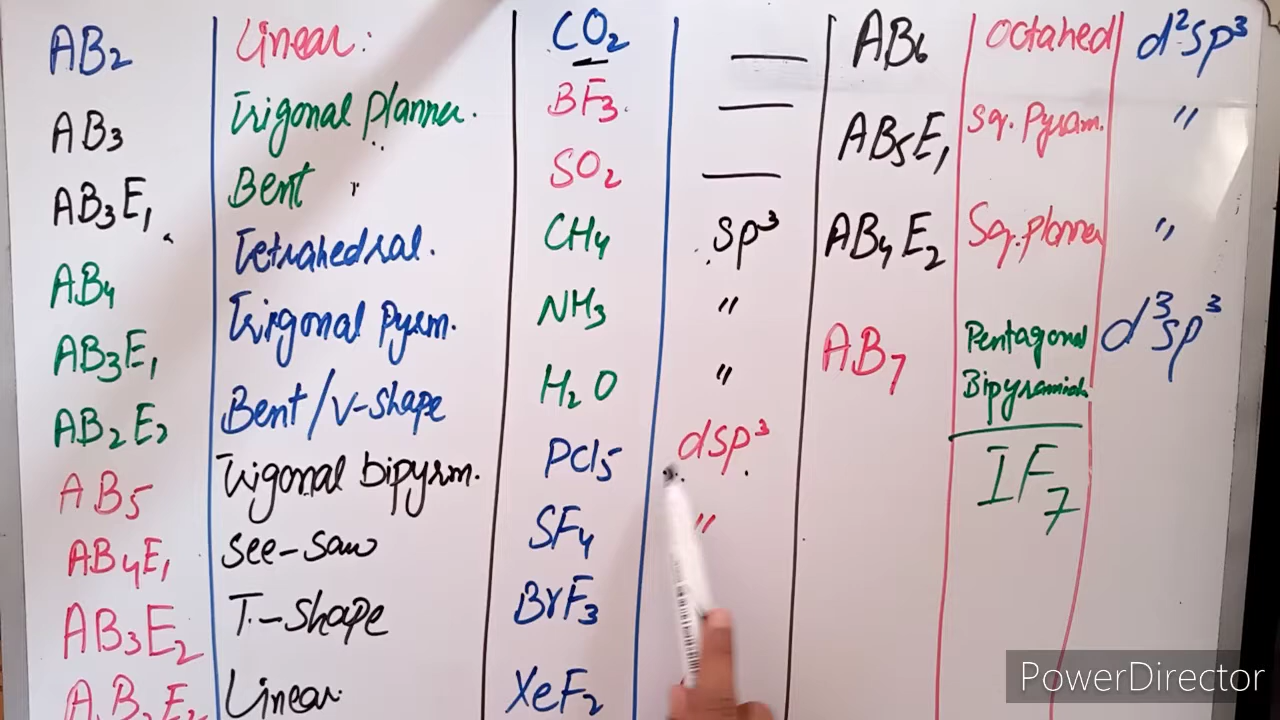 AB2 Linear: CO2 — AB6 Octahed d²sp³
AB3 Trigonal Planner. BF3. — AB5E1 Sq. Pyram. "
AB3E1 Bent SO2 — AB4E2 Sq. Planner "
AB4 Tetrahedral. CH4 sp³ AB7 Pentagonal Bipyramid d³sp³
AB3E1 Trigonal Pyrm. NH3 " IF7
AB2E2 Bent/V-Shape H2O "
AB5 Trigonal bipyrm. PCl5 dsp³
AB4E1 See-Saw SF4 "
AB3E2 T-Shape BrF3
Linear. XeF2
PowerDirector